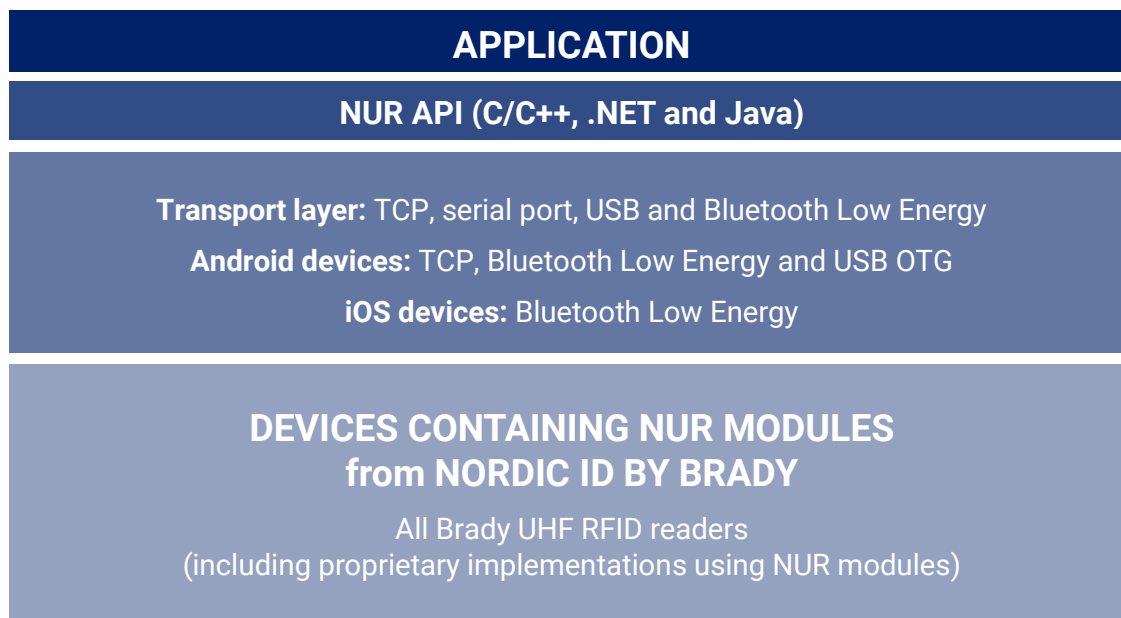 APPLICATION
NUR API (C/C++, .NET and Java)
Transport layer: TCP, serial port, USB and Bluetooth Low Energy
Android devices: TCP, Bluetooth Low Energy and USB OTG
iOS devices: Bluetooth Low Energy
DEVICES CONTAINING NUR MODULES
from NORDIC ID BY BRADY
All Brady UHF RFID readers
(including proprietary implementations using NUR modules)